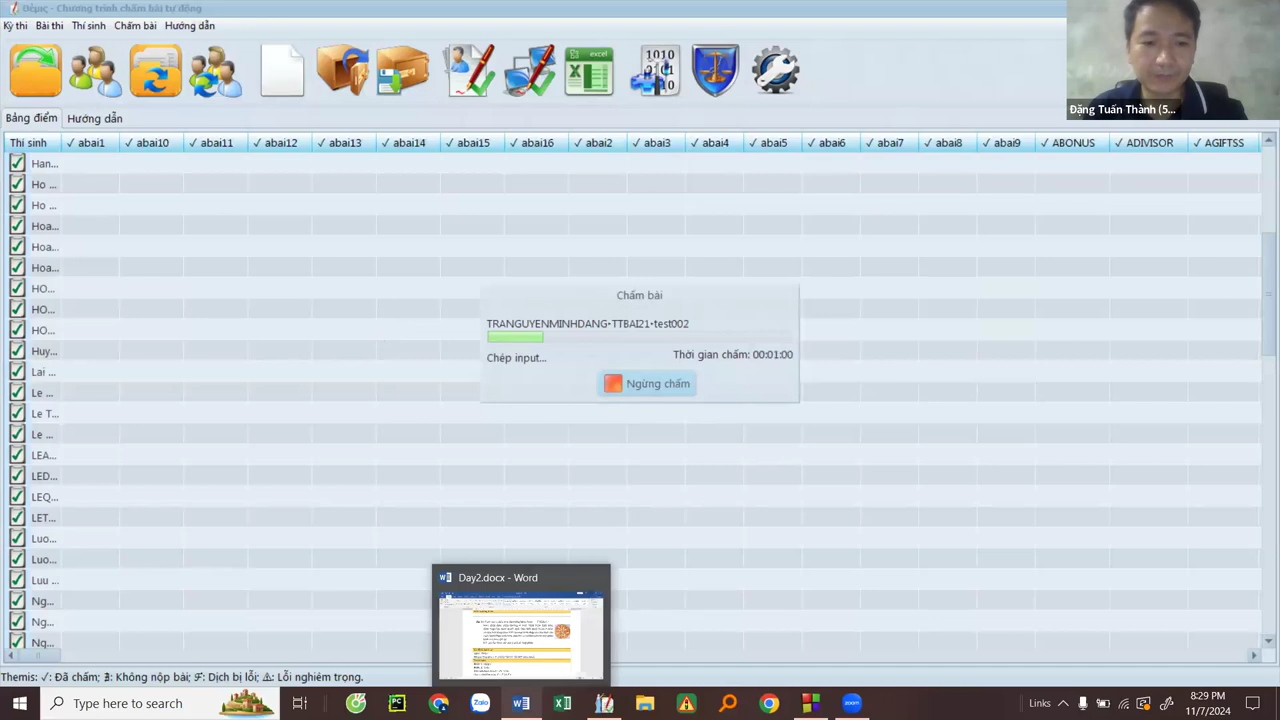 Θέμις - Chương trình chấm bài tự động
Kỳ thi Bài thi Thí sinh Chấm bài Hướng dẫn
excel
1010
Đặng Tuấn Thành (5...
Bảng điểm Hướng dẫn
Thí sinh ✓ abai1 ✓ abai10 ✓ abai11 ✓ abai12 ✓ abai13 ✓ abai14 ✓ abai15 ✓ abai16 ✓ abai2 ✓ abai3 ✓ abai4 ✓ abai5 ✓ abai6 ✓ abai7 ✓ abai8 ✓ abai9 ✓ ABONUS ✓ ADIVISOR ✓ AGIFTSS
Han...
Ho ...
Ho ...
Hoa...
Hoa...
Hoa...
HO...
HO...
HO...
Huy...
Lai ...
Le ...
Le T...
Le ...
LEA...
LED...
LEQ...
LET...
Luo...
Luo...
Luu ...
Ng...
Ng...
Ng...
Chấm bài
TRANGUYENMINHDANG•TTBAI21•test002
Chép input...
Thời gian chấm: 00:01:00
Ngừng chấm
Day2.docx - Word
chấm; ∄: Không nộp bài; ℱ: Dịch bị lỗi; ⚠: Lỗi nghiêm trọng.
Type here to search
PC
Zalo
zoom
Links
8:29 PM
11/7/2024